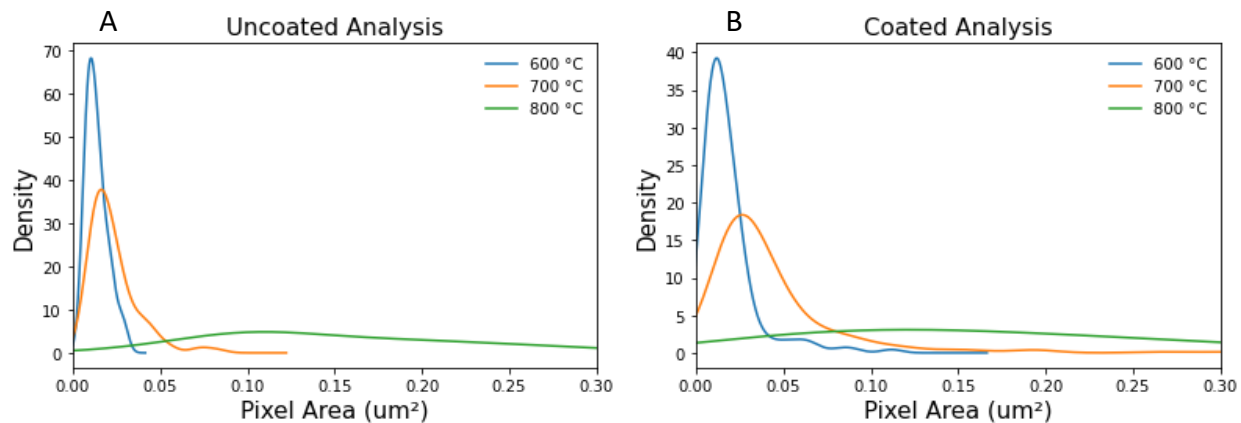 A
Uncoated Analysis
70
60
50
40
30
20
10
0
Density
600 °C
700 °C
800 °C
0.00 0.05 0.10 0.15 0.20 0.25 0.30
Pixel Area (um²)
B
Coated Analysis
40
35
30
25
20
15
10
5
0
Density
600 °C
700 °C
800 °C
0.00 0.05 0.10 0.15 0.20 0.25 0.30
Pixel Area (um²)